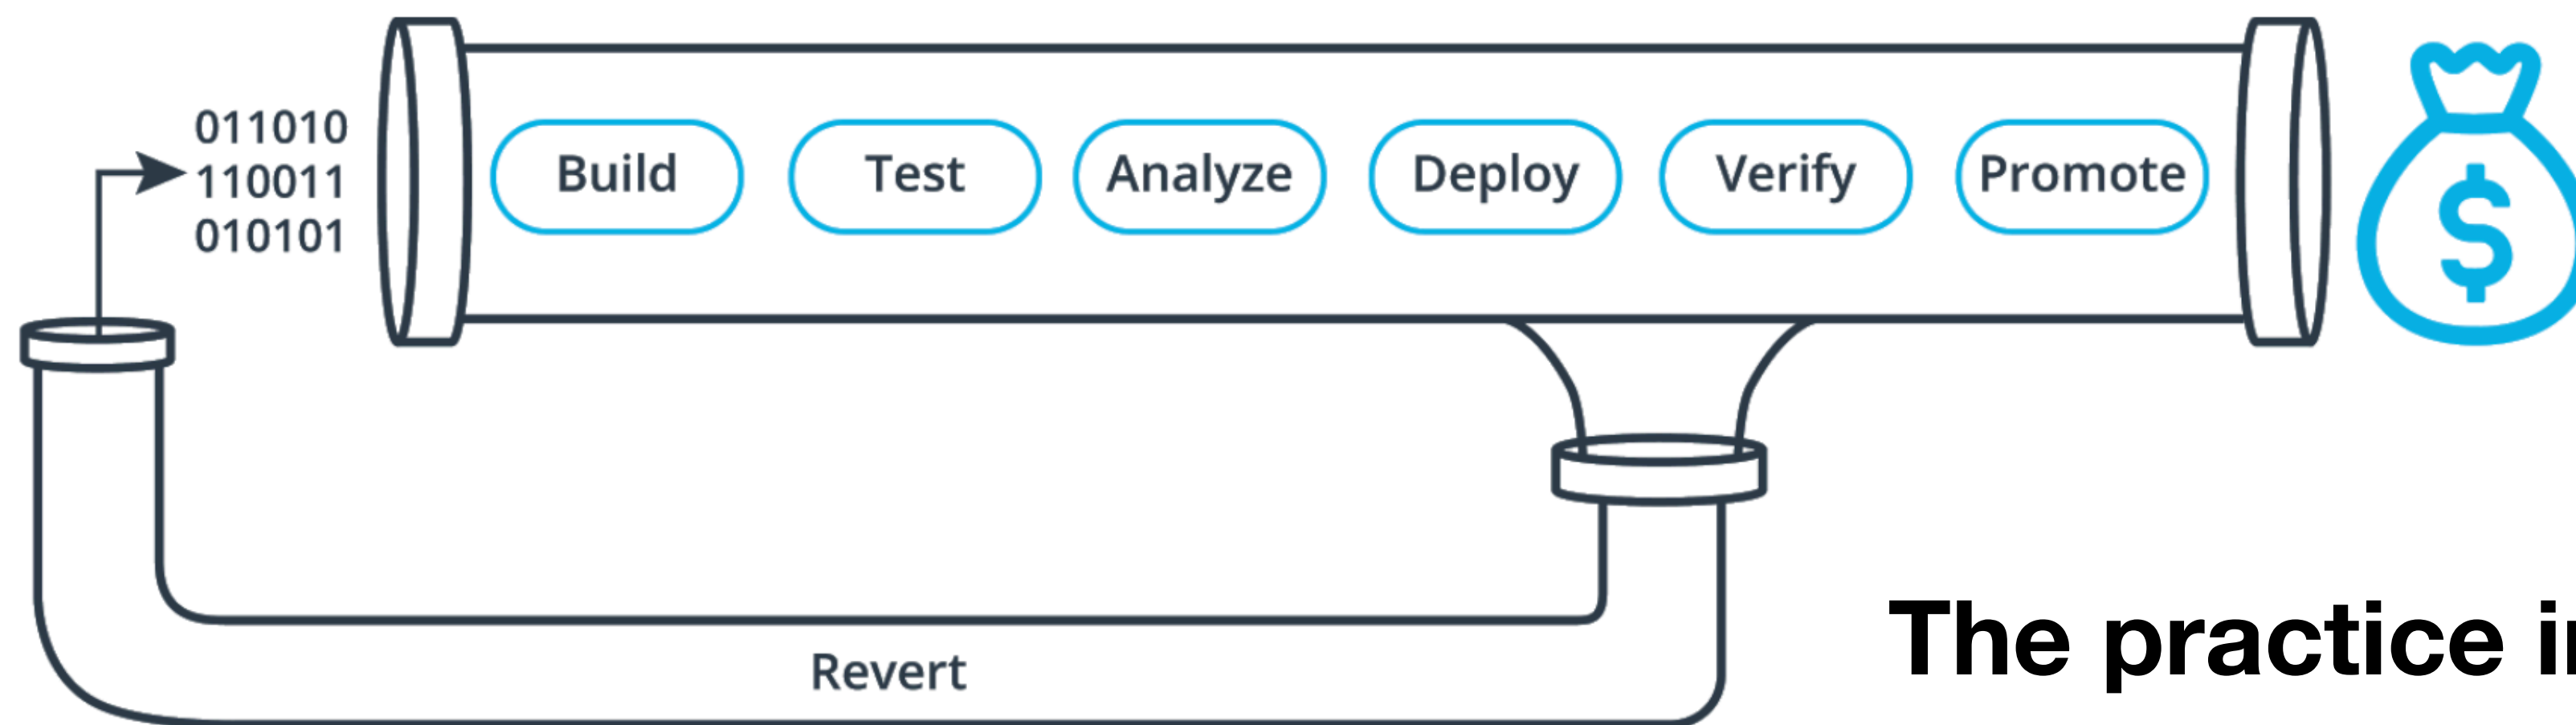 011010
110011
010101
Build Test Analyze Deploy Verify Promote
$
Revert
The practice